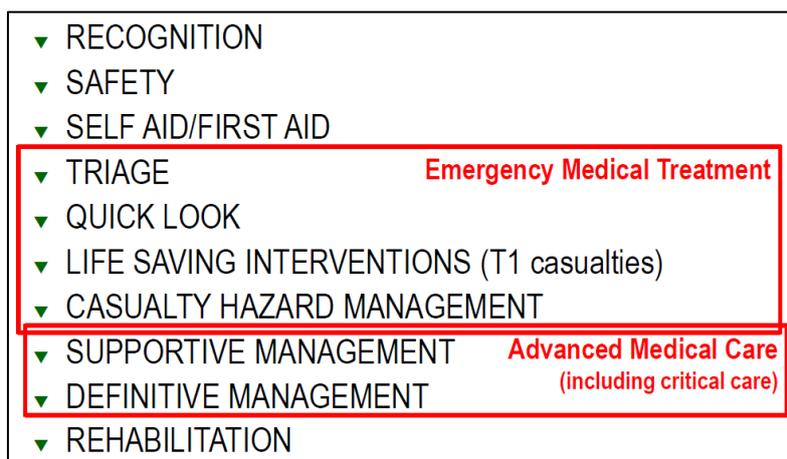 RECOGNITION
SAFETY
SELF AID/FIRST AID
TRIAGE
Emergency Medical Treatment
QUICK LOOK
LIFE SAVING INTERVENTIONS (T1 casualties)
CASUALTY HAZARD MANAGEMENT
SUPPORTIVE MANAGEMENT
Advanced Medical Care
(including critical care)
DEFINITIVE MANAGEMENT
REHABILITATION